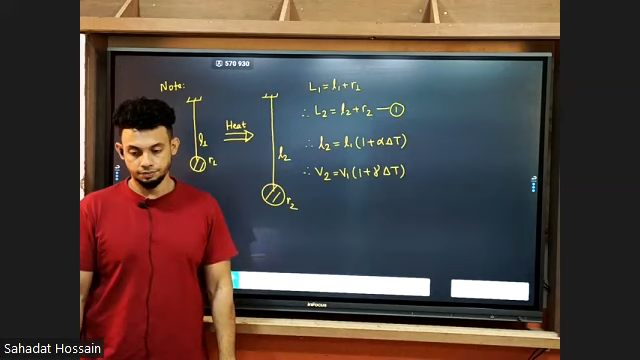 570 930
Note:
L₁ = l₁ + r₁
∴ L₂ = l₂ + r₂ — ①
Heat
l₁
r₁
l₂
r₂
∴ l₂ = l₁ (1 + αΔT)
∴ V₂ = V₁ (1 + γΔT)
InFocus
Sahadat Hossain